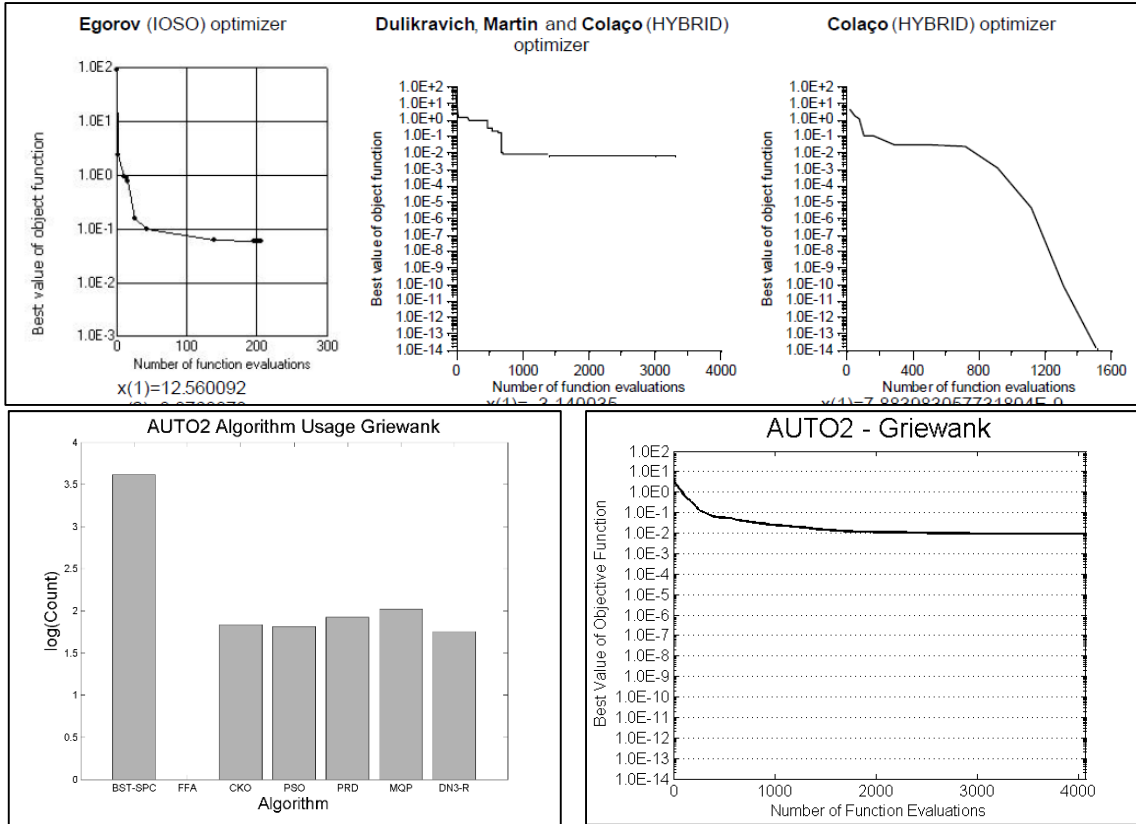 Egorov (IOSO) optimizer
Best value of object function
1.0E2
1.0E1
1.0E0
1.0E-1
1.0E-2
1.0E-3
0 100 200 300
Number of function evaluations
x(1)=12.560092
Dulikravich, Martin and Colaço (HYBRID)
optimizer
Best value of object function
1.0E+2
1.0E+1
1.0E+0
1.0E-1
1.0E-2
1.0E-3
1.0E-4
1.0E-5
1.0E-6
1.0E-7
1.0E-8
1.0E-9
1.0E-10
1.0E-11
1.0E-12
1.0E-13
1.0E-14
0 1000 2000 3000 4000
Number of function evaluations
x(1)= -3.140035
Colaço (HYBRID) optimizer
Best value of object function
1.0E+2
1.0E+1
1.0E+0
1.0E-1
1.0E-2
1.0E-3
1.0E-4
1.0E-5
1.0E-6
1.0E-7
1.0E-8
1.0E-9
1.0E-10
1.0E-11
1.0E-12
1.0E-13
1.0E-14
0 400 800 1200 1600
Number of function evaluations
AUTO2 Algorithm Usage Griewank
log(Count)
4
3.5
3
2.5
2
1.5
1
0.5
0
BST-SPC FFA CKO PSO PRD MQP DN3-R
Algorithm
AUTO2 - Griewank
Best Value of Objective Function
1.0E2
1.0E1
1.0E0
1.0E-1
1.0E-2
1.0E-3
1.0E-4
1.0E-5
1.0E-6
1.0E-7
1.0E-8
1.0E-9
1.0E-10
1.0E-11
1.0E-12
1.0E-13
1.0E-14
0 1000 2000 3000 4000
Number of Function Evaluations